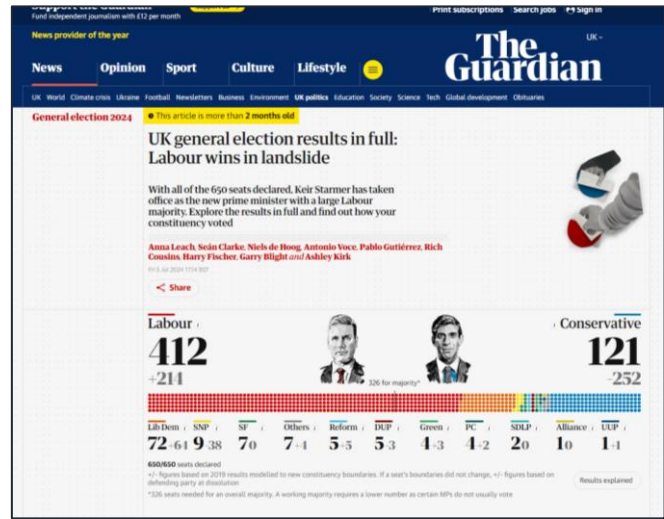 Support the Guardian
Fund independent journalism with £12 per month
Print subscriptions Search jobs Sign in
News provider of the year
The Guardian
UK
News Opinion Sport Culture Lifestyle
UK World Climate crisis Ukraine Football Newsletters Business Environment UK politics Education Society Science Tech Global development Obituaries
General election 2024
This article is more than 2 months old
UK general election results in full:
Labour wins in landslide
With all of the 650 seats declared, Keir Starmer has taken
office as the new prime minister with a large Labour
majority. Explore the results in full and find out how your
constituency voted
Anna Leach, Seán Clarke, Niels de Hoog, Antonio Voce, Pablo Gutiérrez, Rich
Cousins, Harry Fischer, Garry Blight and Ashley Kirk
Fri 5 Jul 2024 17.14 BST
Share
Labour Conservative
412 121
+214 -252
326 for majority*
Lib Dem SNP SF Others Reform DUP Green PC SDLP Alliance UUP
72 +64 9 -38 7 0 7 +4 5 +5 5 -3 4 +3 4 +2 2 0 1 0 1 +1
650/650 seats declared
+/- figures based on 2019 results modelled to new constituency boundaries. If a seat's boundaries did not change, +/- figures based on
defending party at dissolution
Results explained
*326 seats needed for an overall majority. A working majority requires a lower number as certain MPs do not usually vote